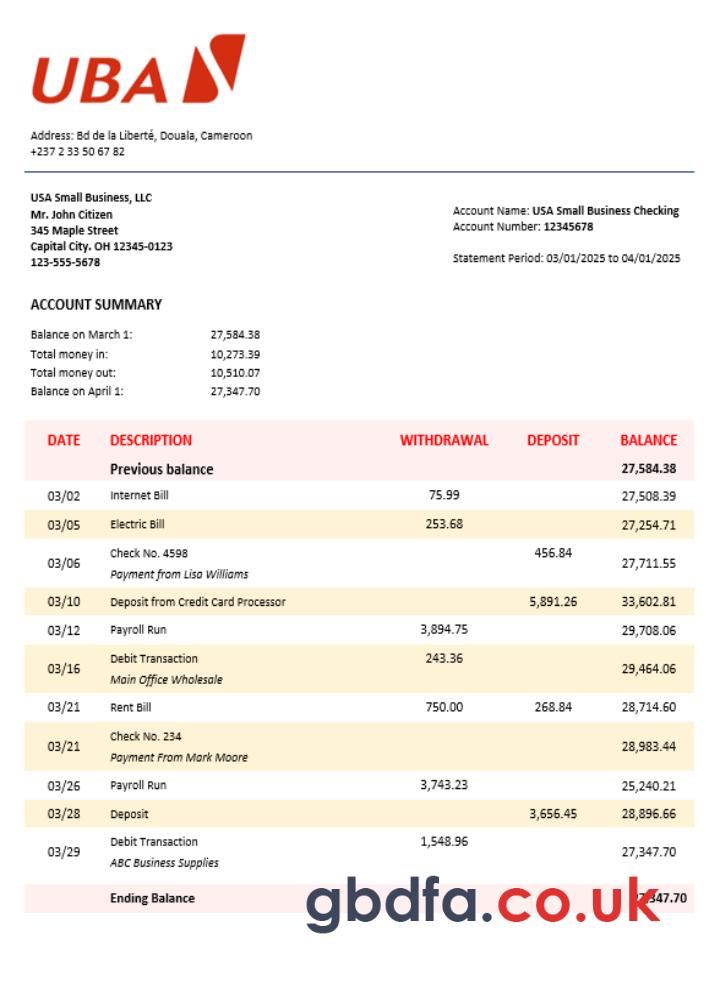 UBA
Address: Bd de la Liberté, Douala, Cameroon
+237 2 33 50 67 82
USA Small Business, LLC
Mr. John Citizen
345 Maple Street
Capital City. OH 12345-0123
123-555-5678
Account Name: USA Small Business Checking
Account Number: 12345678
Statement Period: 03/01/2025 to 04/01/2025
ACCOUNT SUMMARY
Balance on March 1: 27,584.38
Total money in: 10,273.39
Total money out: 10,510.07
Balance on April 1: 27,347.70
DATE DESCRIPTION WITHDRAWAL DEPOSIT BALANCE
Previous balance 27,584.38
03/02 Internet Bill 75.99 27,508.39
03/05 Electric Bill 253.68 27,254.71
03/06 Check No. 4598 456.84 27,711.55
Payment from Lisa Williams
03/10 Deposit from Credit Card Processor 5,891.26 33,602.81
03/12 Payroll Run 3,894.75 29,708.06
03/16 Debit Transaction 243.36 29,464.06
Main Office Wholesale
03/21 Rent Bill 750.00 268.84 28,714.60
03/21 Check No. 234 28,983.44
Payment From Mark Moore
03/26 Payroll Run 3,743.23 25,240.21
03/28 Deposit 3,656.45 28,896.66
03/29 Debit Transaction 1,548.96 27,347.70
ABC Business Supplies
Ending Balance 27,347.70
gbdfa.co.uk